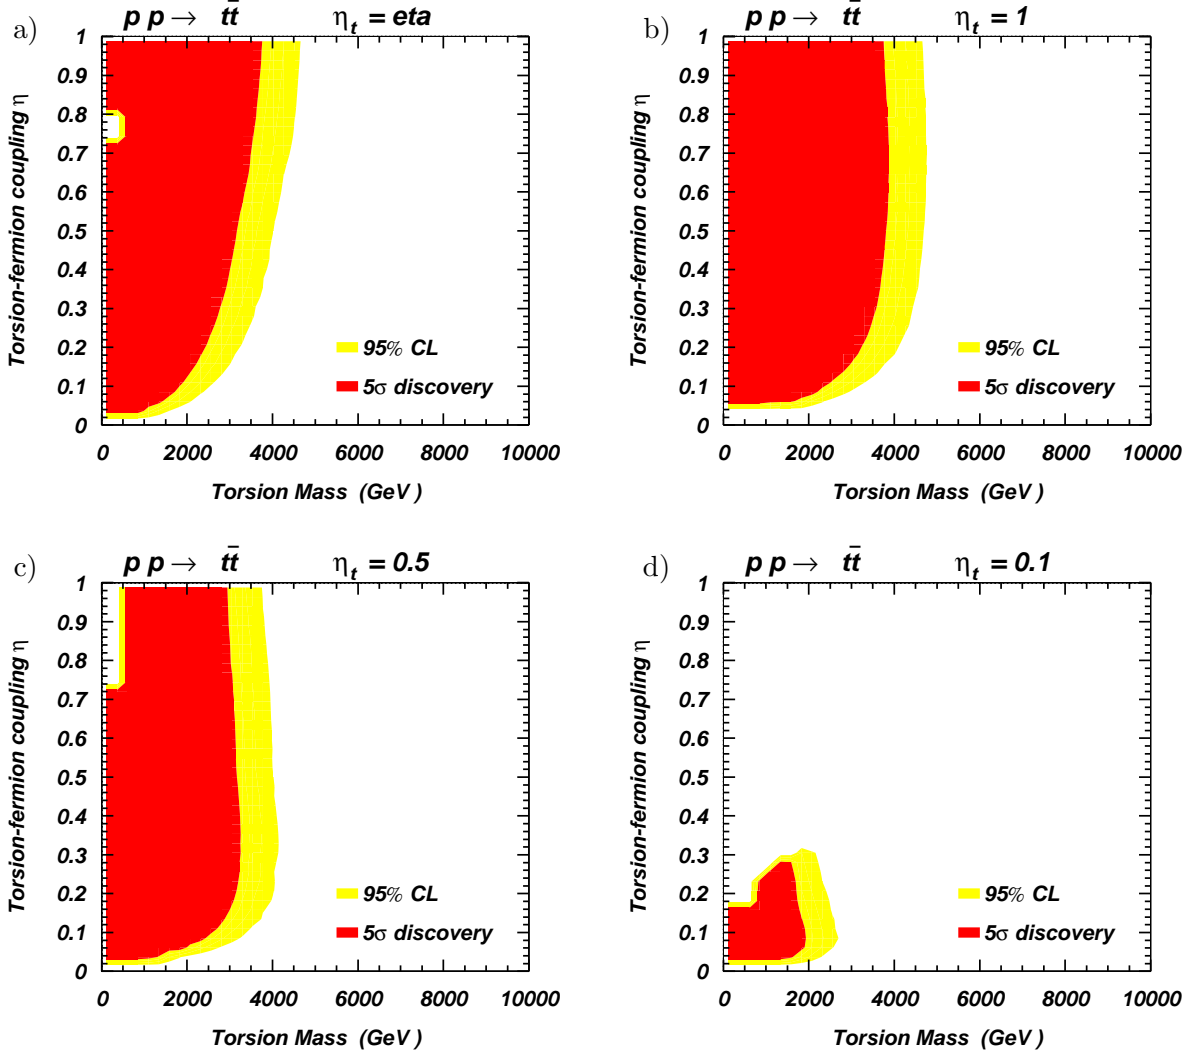 a) p p → tt̄ η_t = eta
1
0.9
0.8
0.7
0.6
0.5
0.4
0.3
0.2
0.1
0
Torsion-fermion coupling η
95% CL
5σ discovery
0 2000 4000 6000 8000 10000
Torsion Mass (GeV )
b) p p → tt̄ η_t = 1
1
0.9
0.8
0.7
0.6
0.5
0.4
0.3
0.2
0.1
0
Torsion-fermion coupling η
95% CL
5σ discovery
0 2000 4000 6000 8000 10000
Torsion Mass (GeV )
c) p p → tt̄ η_t = 0.5
1
0.9
0.8
0.7
0.6
0.5
0.4
0.3
0.2
0.1
0
Torsion-fermion coupling η
95% CL
5σ discovery
0 2000 4000 6000 8000 10000
Torsion Mass (GeV )
d) p p → tt̄ η_t = 0.1
1
0.9
0.8
0.7
0.6
0.5
0.4
0.3
0.2
0.1
0
Torsion-fermion coupling η
95% CL
5σ discovery
0 2000 4000 6000 8000 10000
Torsion Mass (GeV )